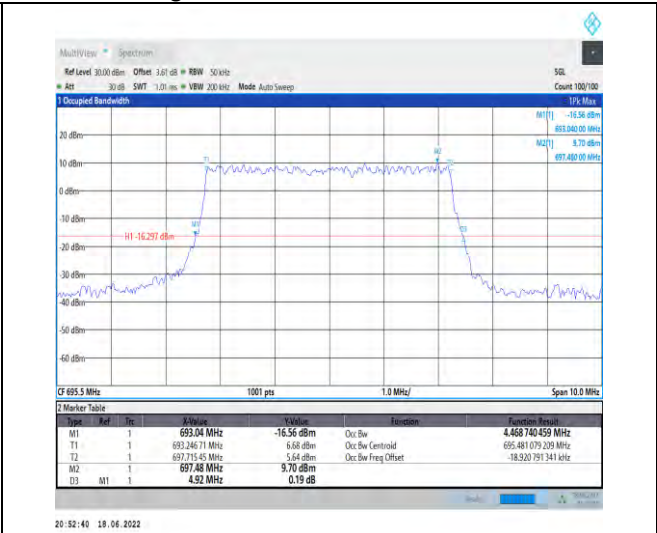 MultiView Spectrum
Ref Level 30.00 dBm Offset 3.61 dB RBW 50 kHz SGL
Att 30 dB SWT 1.01 ms VBW 200 kHz Mode Auto Sweep Count 100/100
1 Occupied Bandwidth 1Pk Max
M1[1] -16.56 dBm
693.040 00 MHz
M2[1] 9.70 dBm
697.480 00 MHz
20 dBm
M2
10 dBm
T1
0 dBm
-10 dBm
M1
D3
H1 -16.297 dBm
-20 dBm
-30 dBm
-40 dBm
-50 dBm
-60 dBm
CF 695.5 MHz 1001 pts 1.0 MHz/ Span 10.0 MHz
2 Marker Table
Type Ref Trc X-Value Y-Value Function Function Result
M1 1 693.04 MHz -16.56 dBm Occ Bw 4.468 740 459 MHz
T1 1 693.246 71 MHz 6.68 dBm Occ Bw Centroid 695.481 079 209 MHz
T2 1 697.715 45 MHz 5.64 dBm Occ Bw Freq Offset -18.920 791 341 kHz
M2 1 697.48 MHz 9.70 dBm
D3 M1 1 4.92 MHz 0.19 dB
20:52:40 18.06.2022